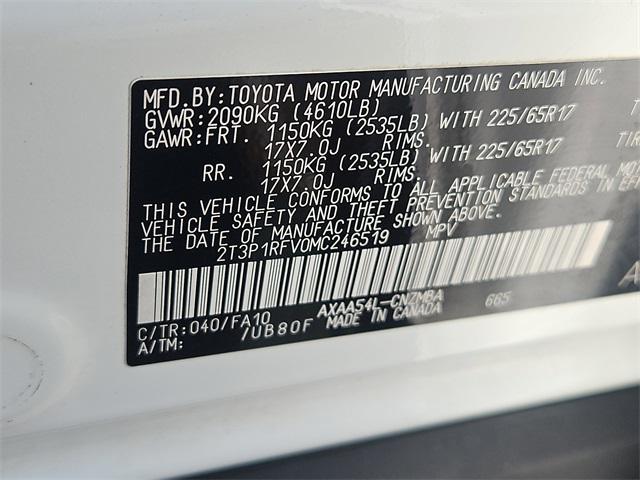 MFD.BY:TOYOTA MOTOR MANUFACTURING CANADA INC.
GVWR:2090KG (4610LB)
GAWR:FRT. 1150KG (2535LB) WITH 225/65R17
17X7.0J RIMS.
RR. 1150KG (2535LB) WITH 225/65R17
17X7.0J RIMS.
THIS VEHICLE CONFORMS TO ALL APPLICABLE FEDERAL
VEHICLE SAFETY AND THEFT PREVENTION STANDARDS IN
THE DATE OF MANUFACTURE SHOWN ABOVE.
2T3P1RFV0MC246519 MPV
C/TR:040/FA10 AXAA54L-CNZMBA 665
A/TM: /UB80F MADE IN CANADA